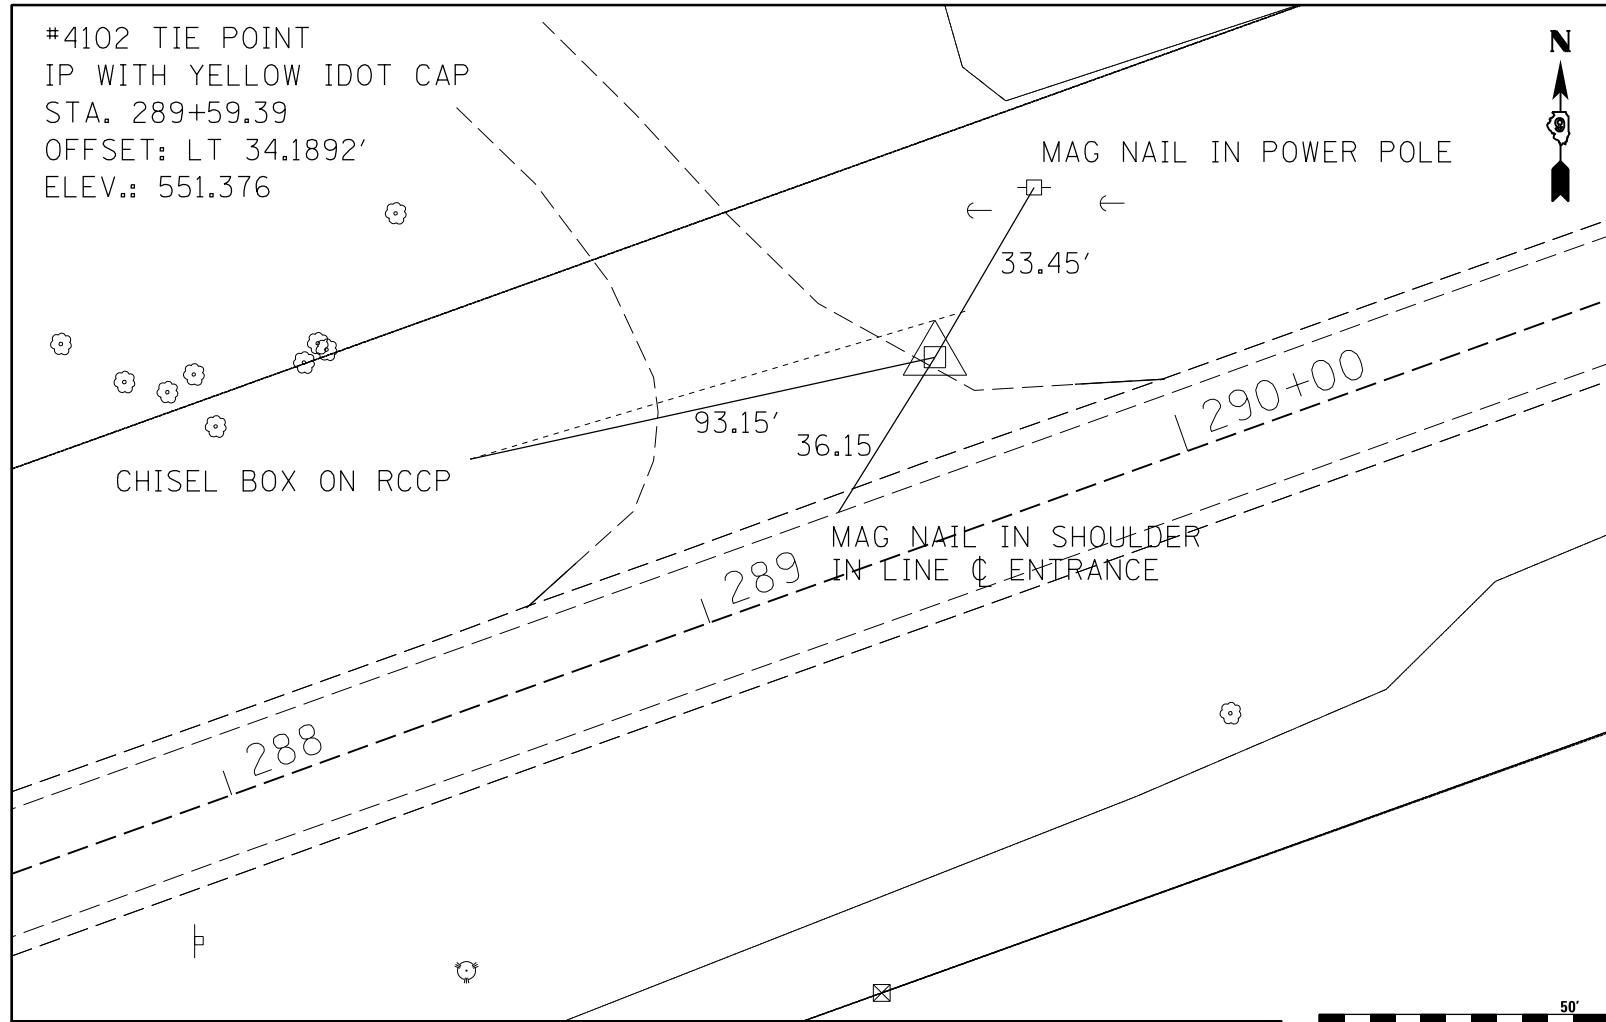 #4102 TIE POINT
IP WITH YELLOW IDOT CAP
STA. 289+59.39
OFFSET: LT 34.1892'
ELEV.: 551.376
N
MAG NAIL IN POWER POLE
33.45'
290+00
93.15'
36.15
CHISEL BOX ON RCCP
MAG NAIL IN SHOULDER
IN LINE ℄ ENTRANCE
289
288
50'